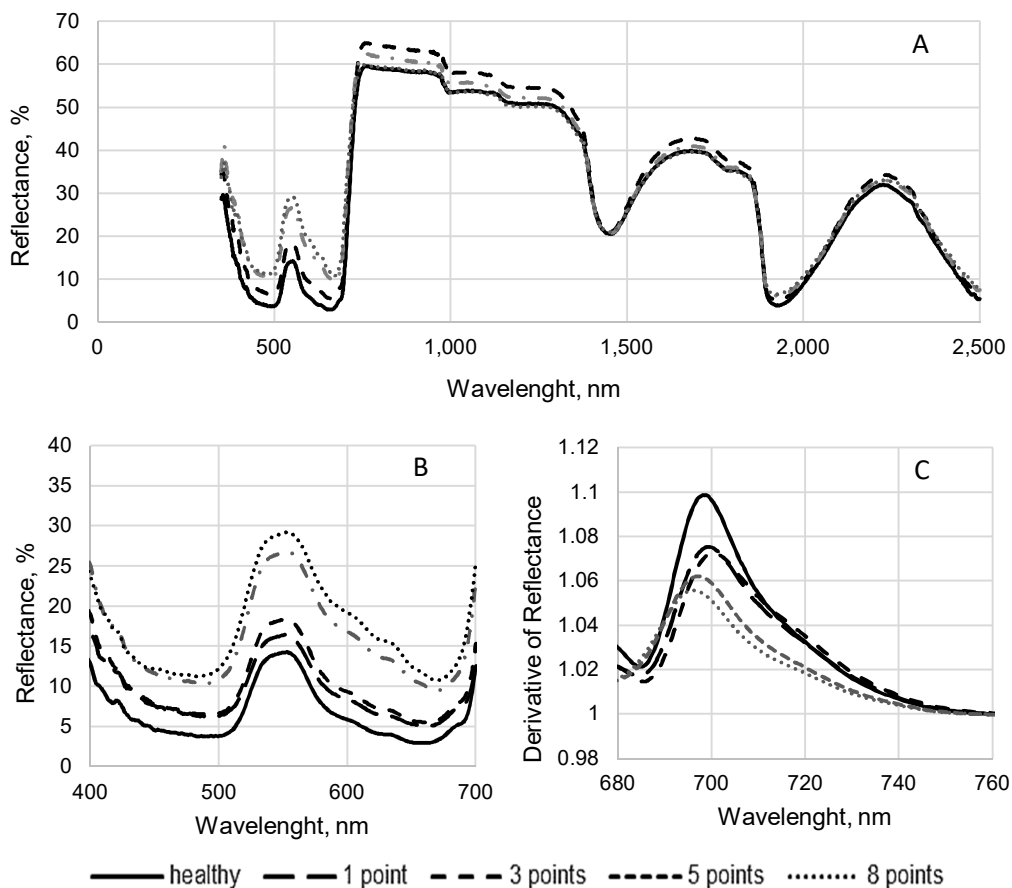 A
Reflectance, %
70
60
50
40
30
20
10
0
0 500 1,000 1,500 2,000 2,500
Wavelenght, nm
B
Reflectance, %
40
35
30
25
20
15
10
5
0
400 500 600 700
Wavelenght, nm
C
Derivative of Reflectance
1.12
1.1
1.08
1.06
1.04
1.02
1
0.98
680 700 720 740 760
Wavelenght, nm
healthy 1 point 3 points 5 points 8 points